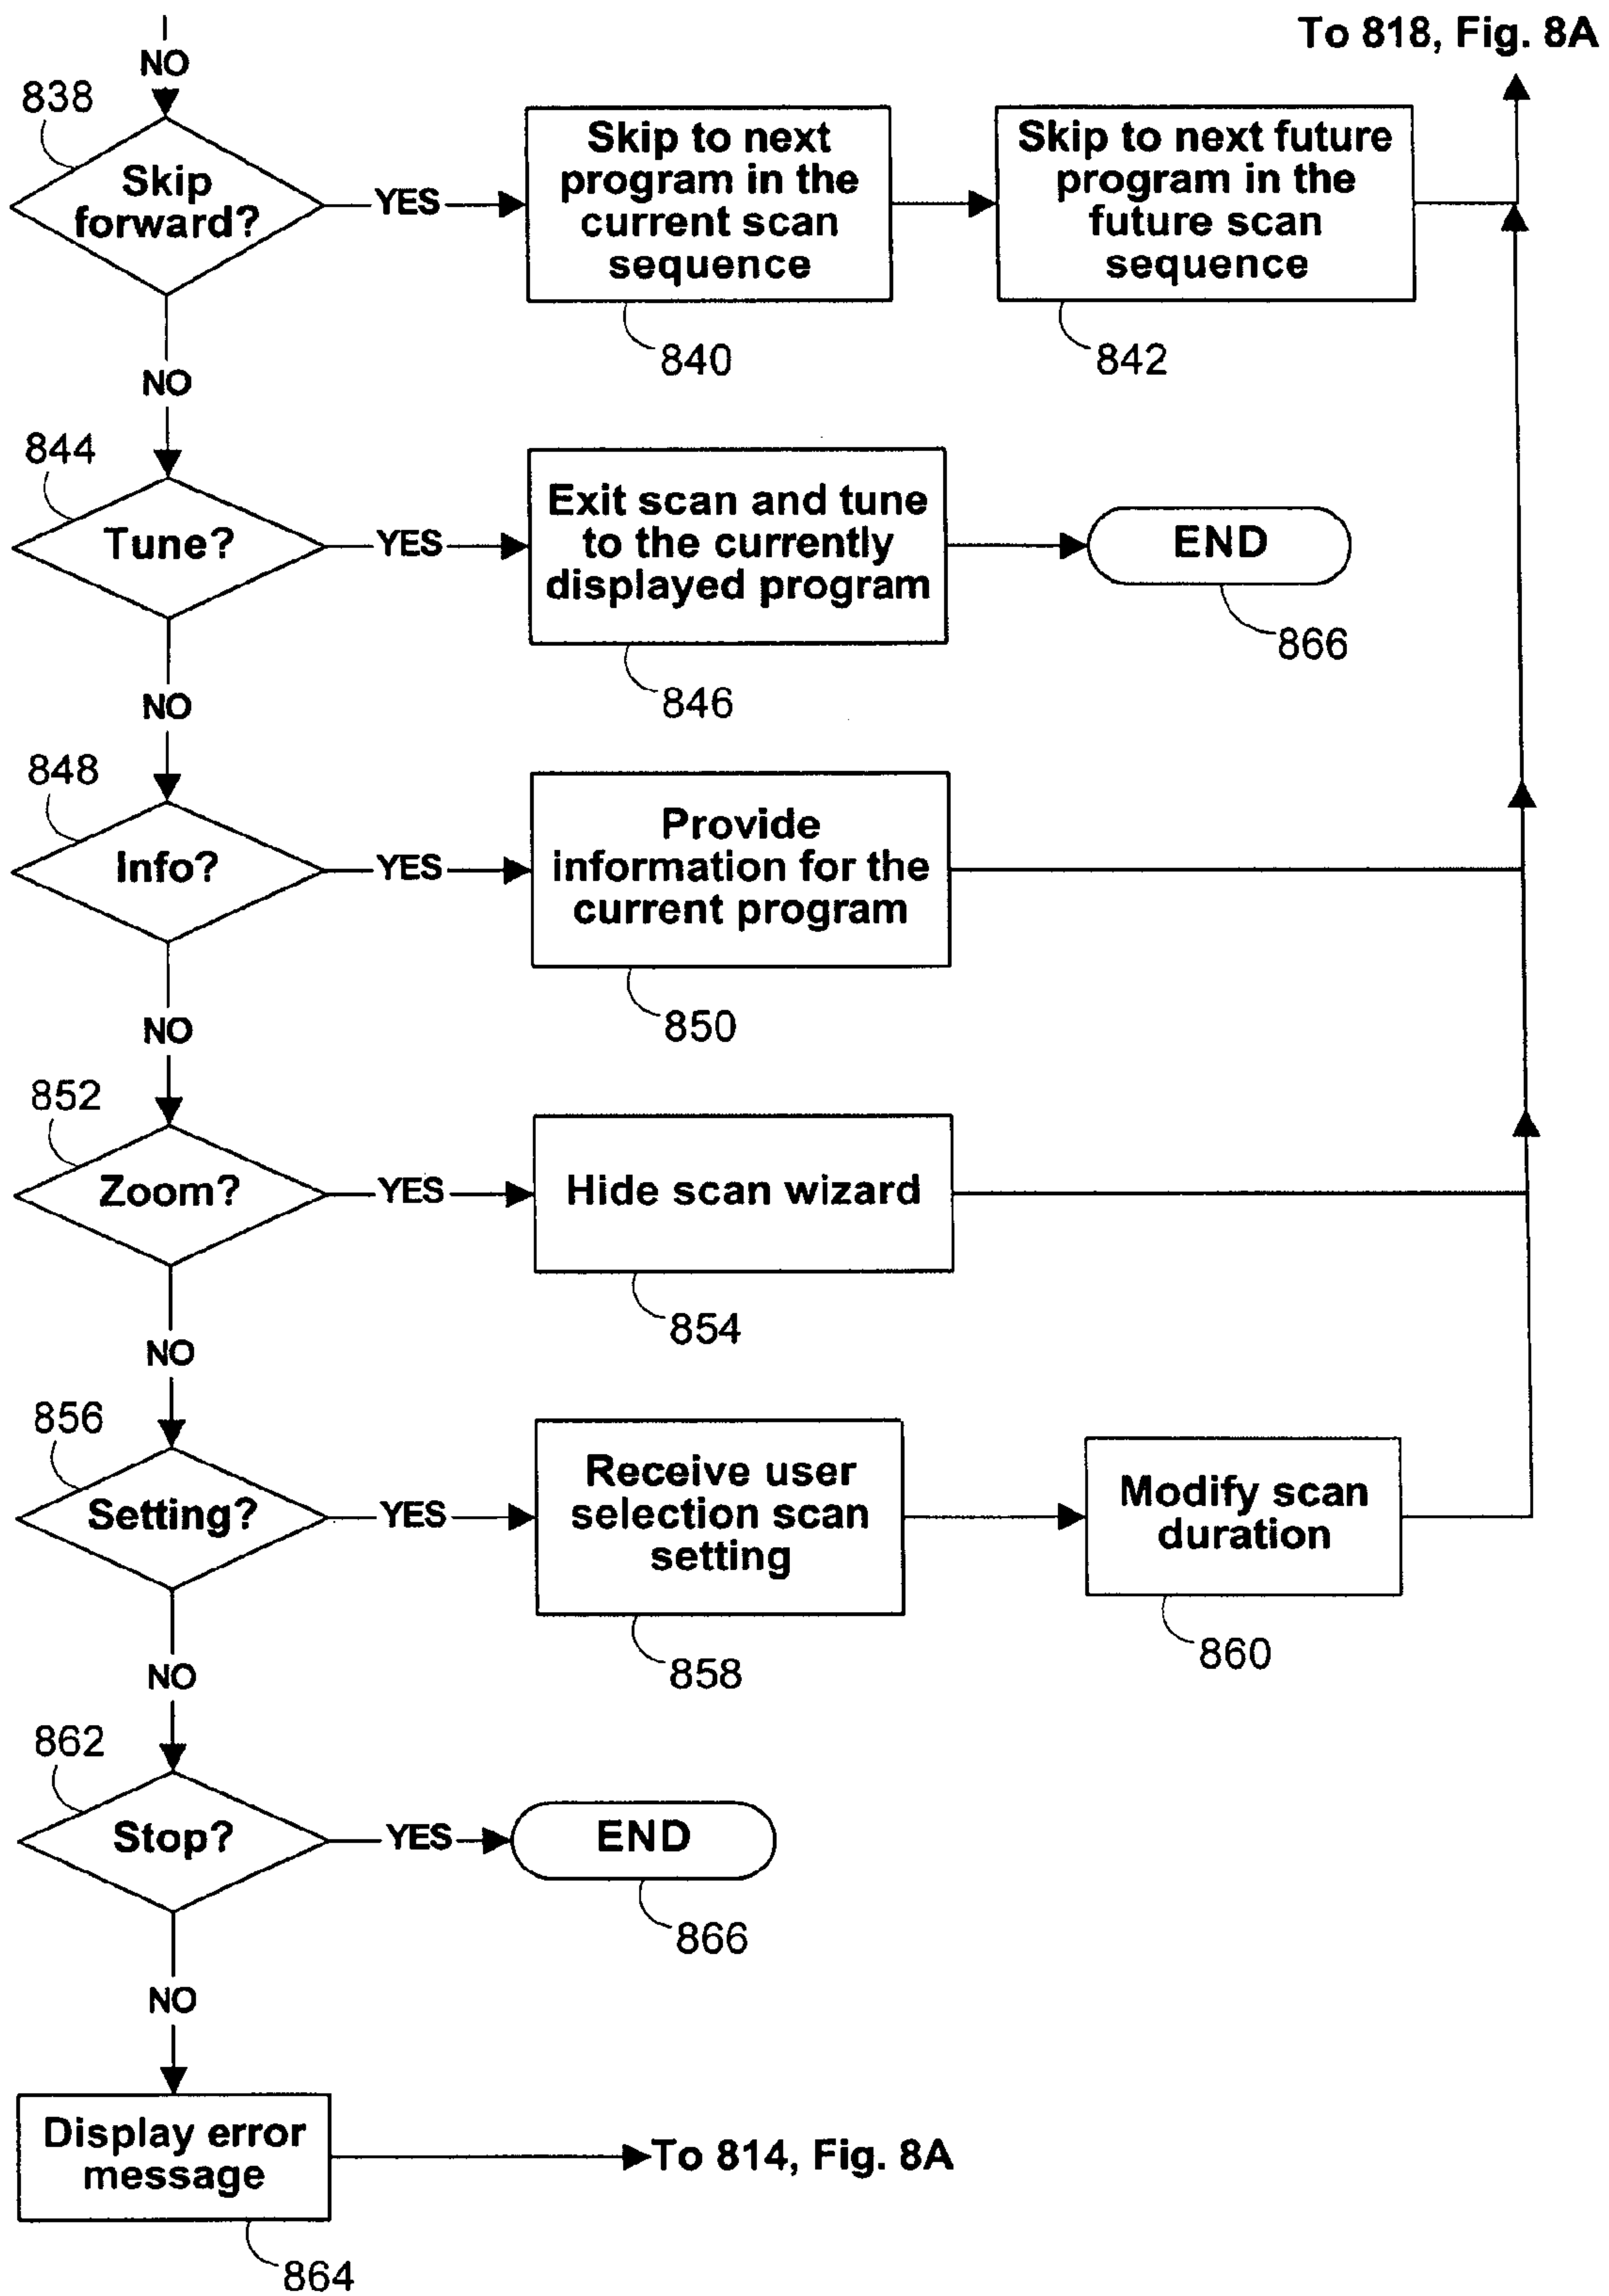 To 818, Fig. 8A
NO
838
Skip
forward?
YES
Skip to next
program in the
current scan
sequence
840
Skip to next future
program in the
future scan
sequence
842
NO
844
Tune?
YES
Exit scan and tune
to the currently
displayed program
846
END
866
NO
848
Info?
YES
Provide
information for the
current program
850
NO
852
Zoom?
YES
Hide scan wizard
854
NO
856
Setting?
YES
Receive user
selection scan
setting
858
Modify scan
duration
860
NO
862
Stop?
YES
END
866
NO
Display error
message
864
To 814, Fig. 8A